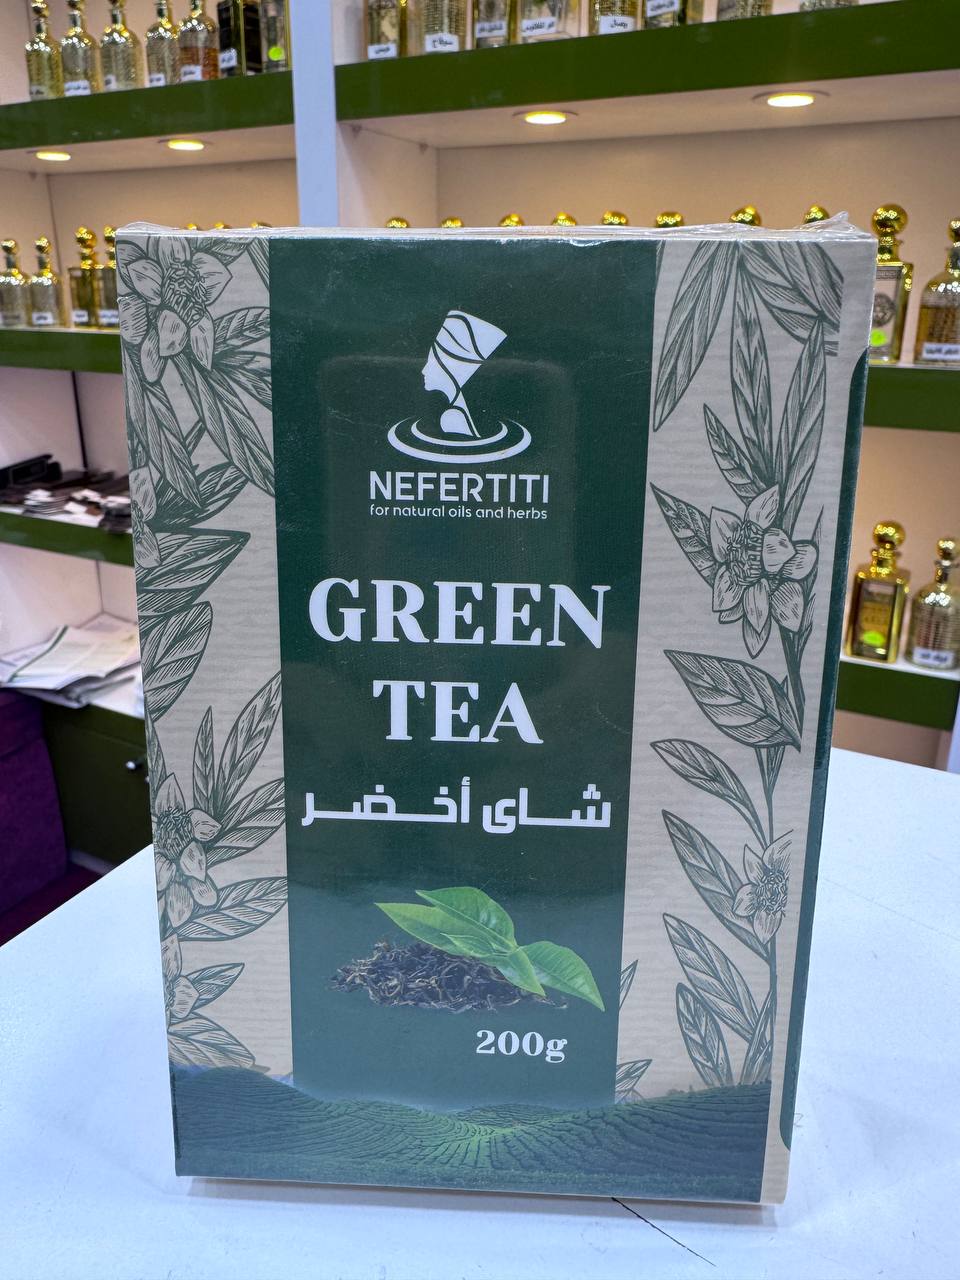 NEFERTITI
for natural oils and herbs
GREEN
TEA
شاى أخضر
200g